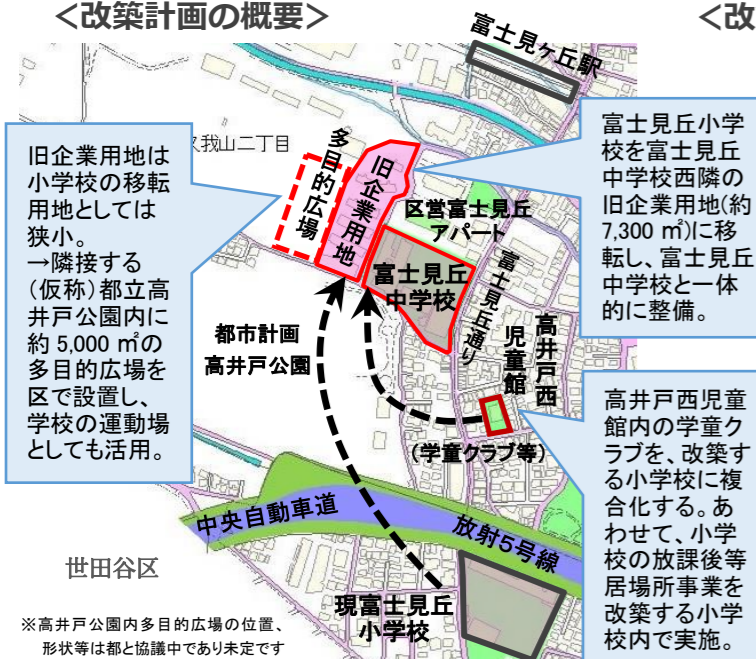 ＜改築計画の概要＞
＜改
富士見ヶ丘駅
久我山二丁目
旧企業用地は
小学校の移転
用地としては
狭小。
→隣接する
（仮称）都立高
井戸公園内に
約 5,000 ㎡の
多目的広場を
区で設置し、
学校の運動場
としても活用。
多目的広場
旧企業用地
区営富士見丘
アパート
富士見丘
中学校
富士見丘通り
富士見丘小学
校を富士見丘
中学校西隣の
旧企業用地(約
7,300 ㎡)に移
転し、富士見丘
中学校と一体
的に整備。
都市計画
高井戸公園
高井戸西
児童館
（学童クラブ等）
高井戸西児童
館内の学童ク
ラブを、改築す
る小学校に複
合化する。あ
わせて、小学
校の放課後等
居場所事業を
改築する小学
校内で実施。
中央自動車道
放射５号線
世田谷区
現富士見丘
小学校
※高井戸公園内多目的広場の位置、
形状等は都と協議中であり未定です